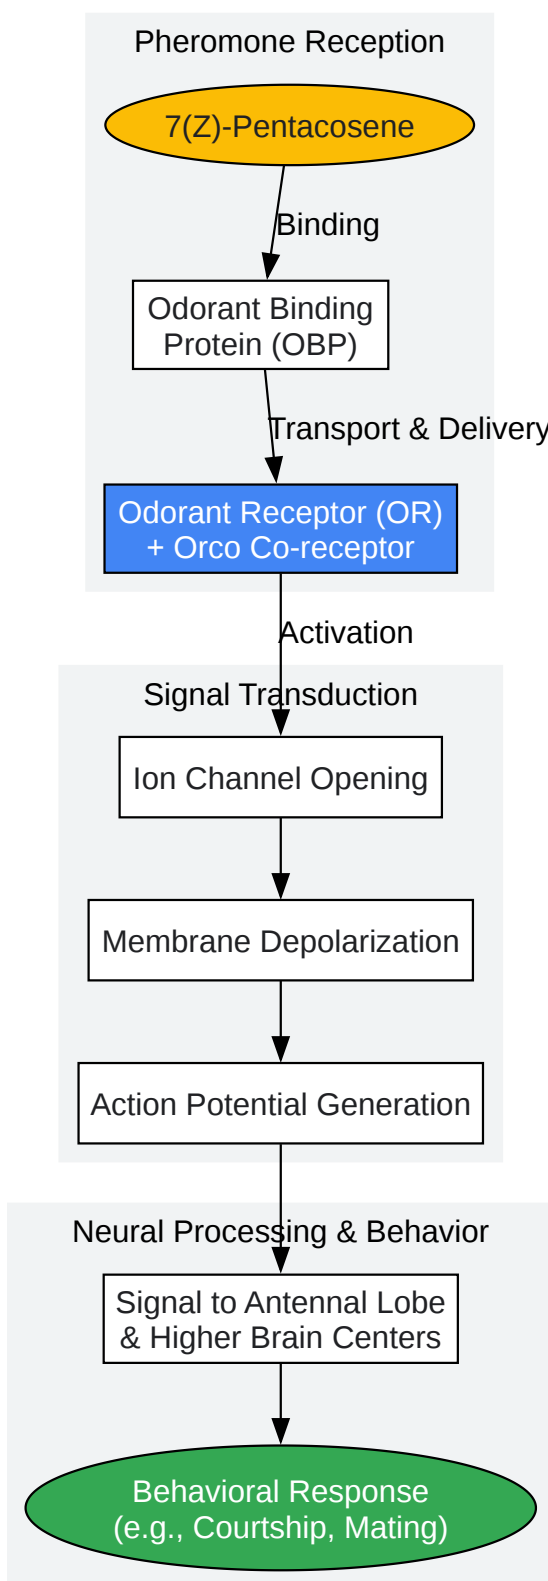 Pheromone Reception
7(Z)-Pentacosene
Binding
Odorant Binding
Protein (OBP)
Transport & Delivery
Odorant Receptor (OR)
+ Orco Co-receptor
Activation
Signal Transduction
Ion Channel Opening
Membrane Depolarization
Action Potential Generation
Neural Processing & Behavior
Signal to Antennal Lobe
& Higher Brain Centers
Behavioral Response
(e.g., Courtship, Mating)